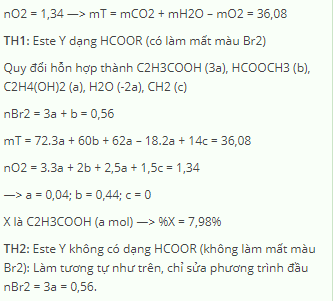 nO2 = 1,34 —> mT = mCO2 + mH2O – mO2 = 36,08
TH1: Este Y dạng HCOOR (có làm mất màu Br2)
Quy đổi hỗn hợp thành C2H3COOH (3a), HCOOCH3 (b),
C2H4(OH)2 (a), H2O (-2a), CH2 (c)
nBr2 = 3a + b = 0,56
mT = 72.3a + 60b + 62a – 18.2a + 14c = 36,08
nO2 = 3.3a + 2b + 2,5a + 1,5c = 1,34
—> a = 0,04; b = 0,44; c = 0
X là C2H3COOH (a mol) —> %X = 7,98%
TH2: Este Y không có dạng HCOOR (không làm mất màu
Br2): Làm tương tự như trên, chỉ sửa phương trình đầu
nBr2 = 3a = 0,56.